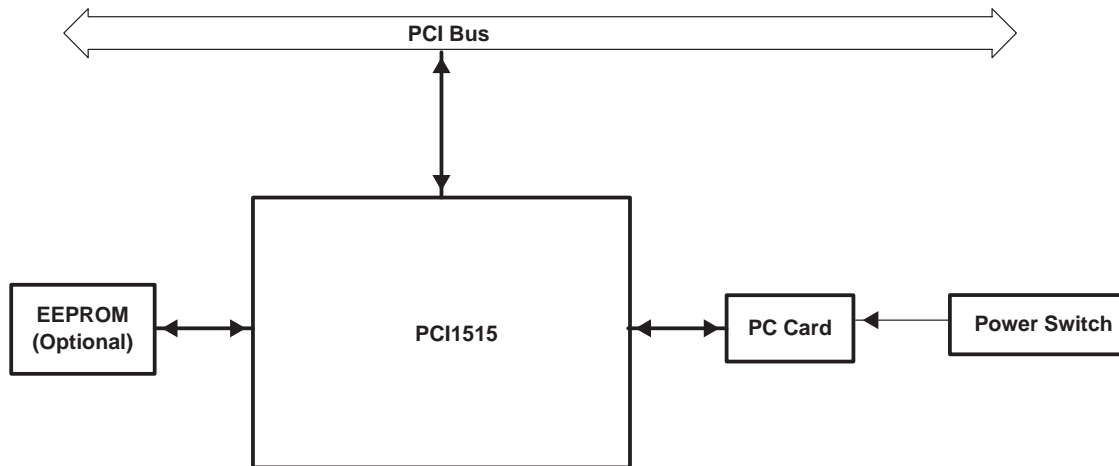 PCI Bus
EEPROM
(Optional)
PCI1515
PC Card
Power Switch